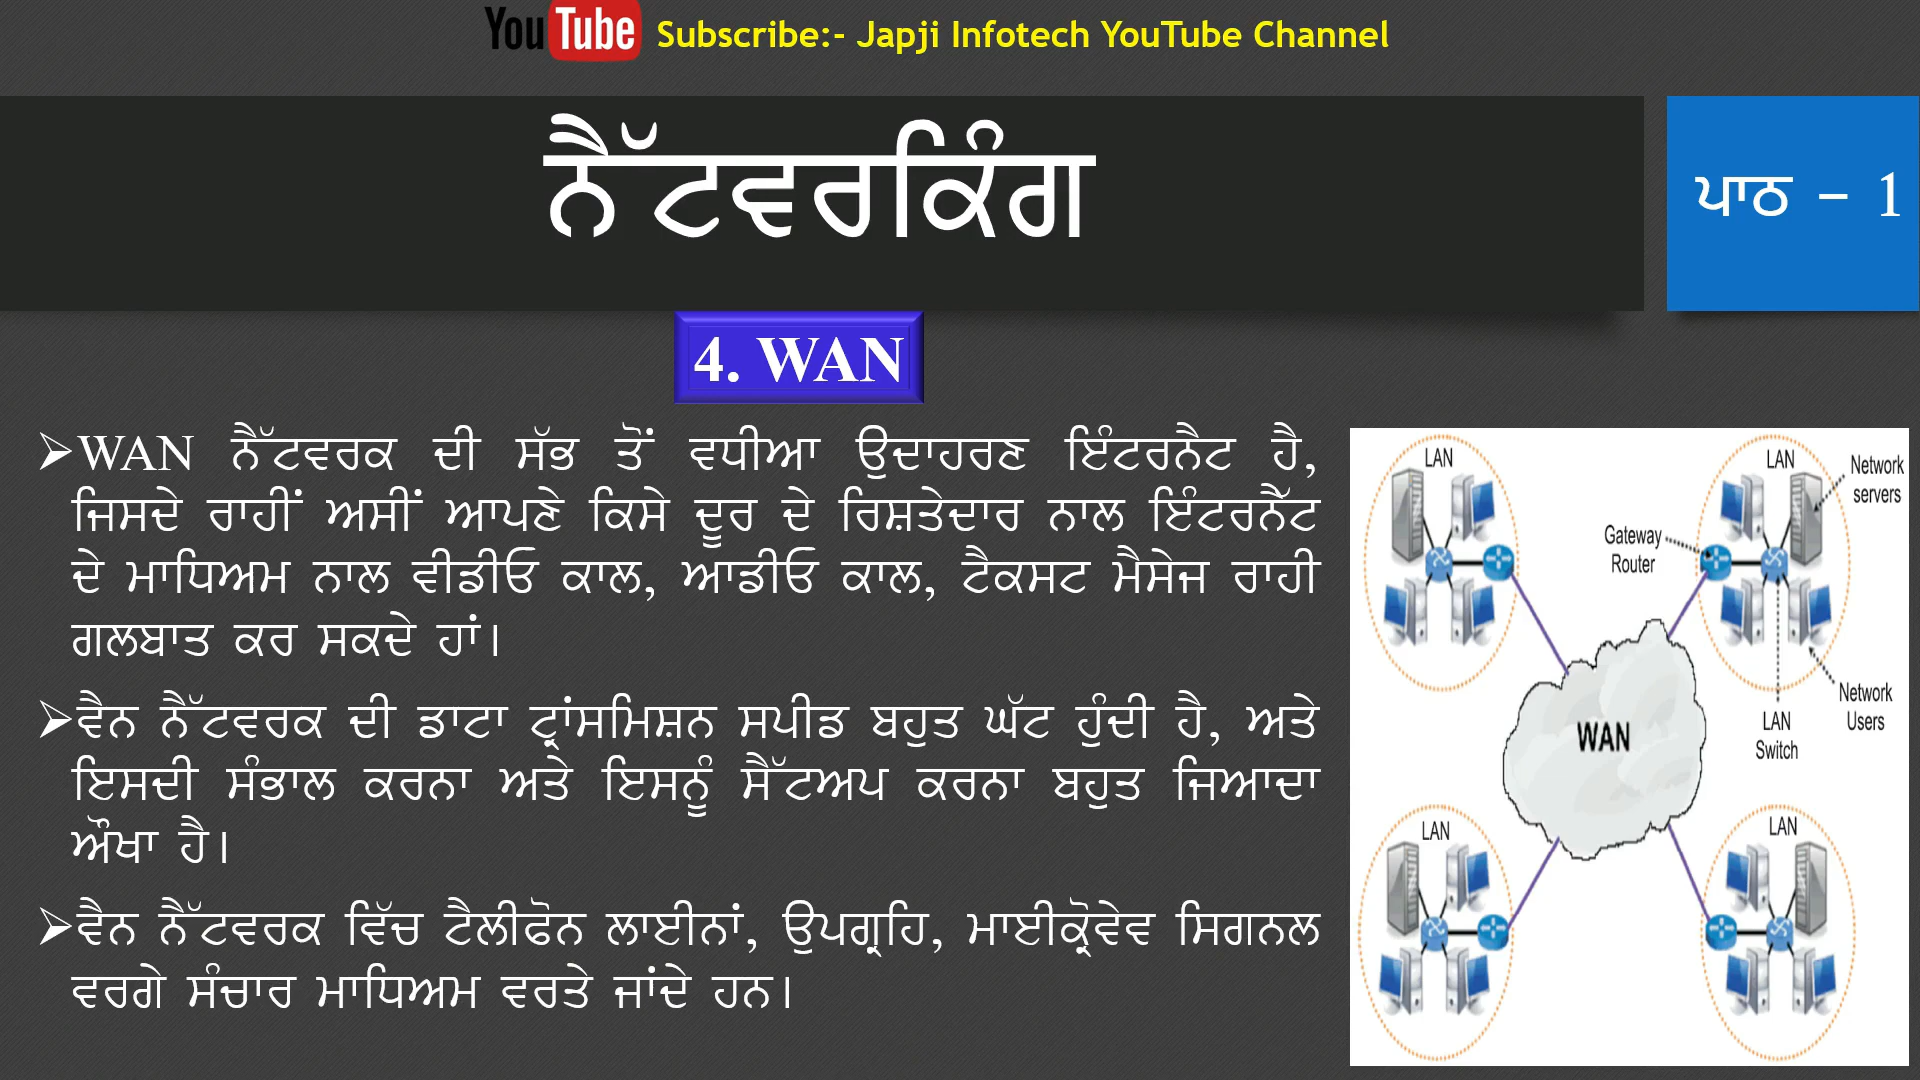 YouTube Subscribe:- Japji Infotech YouTube Channel
ਨੈੱਟਵਰਕਿੰਗ
ਪਾਠ – 1
4. WAN
➢WAN ਨੈੱਟਵਰਕ ਦੀ ਸੱਭ ਤੋਂ ਵਧੀਆ ਉਦਾਹਰਣ ਇੰਟਰਨੈਟ ਹੈ,
ਜਿਸਦੇ ਰਾਹੀਂ ਅਸੀਂ ਆਪਣੇ ਕਿਸੇ ਦੂਰ ਦੇ ਰਿਸ਼ਤੇਦਾਰ ਨਾਲ ਇੰਟਰਨੈੱਟ
ਦੇ ਮਾਧਿਅਮ ਨਾਲ ਵੀਡੀਓ ਕਾਲ, ਆਡੀਓ ਕਾਲ, ਟੈਕਸਟ ਮੈਸੇਜ ਰਾਹੀ
ਗਲਬਾਤ ਕਰ ਸਕਦੇ ਹਾਂ।
➢ਵੈਨ ਨੈੱਟਵਰਕ ਦੀ ਡਾਟਾ ਟ੍ਰਾਂਸਮਿਸ਼ਨ ਸਪੀਡ ਬਹੁਤ ਘੱਟ ਹੁੰਦੀ ਹੈ, ਅਤੇ
ਇਸਦੀ ਸੰਭਾਲ ਕਰਨਾ ਅਤੇ ਇਸਨੂੰ ਸੈੱਟਅਪ ਕਰਨਾ ਬਹੁਤ ਜਿਆਦਾ
ਔਖਾ ਹੈ।
➢ਵੈਨ ਨੈੱਟਵਰਕ ਵਿੱਚ ਟੈਲੀਫੋਨ ਲਾਈਨਾਂ, ਉਪਗ੍ਰਹਿ, ਮਾਈਕ੍ਰੋਵੇਵ ਸਿਗਨਲ
ਵਰਗੇ ਸੰਚਾਰ ਮਾਧਿਅਮ ਵਰਤੇ ਜਾਂਦੇ ਹਨ।
LAN
LAN
Network
servers
Gateway
Router
Network
Users
LAN
Switch
WAN
LAN
LAN